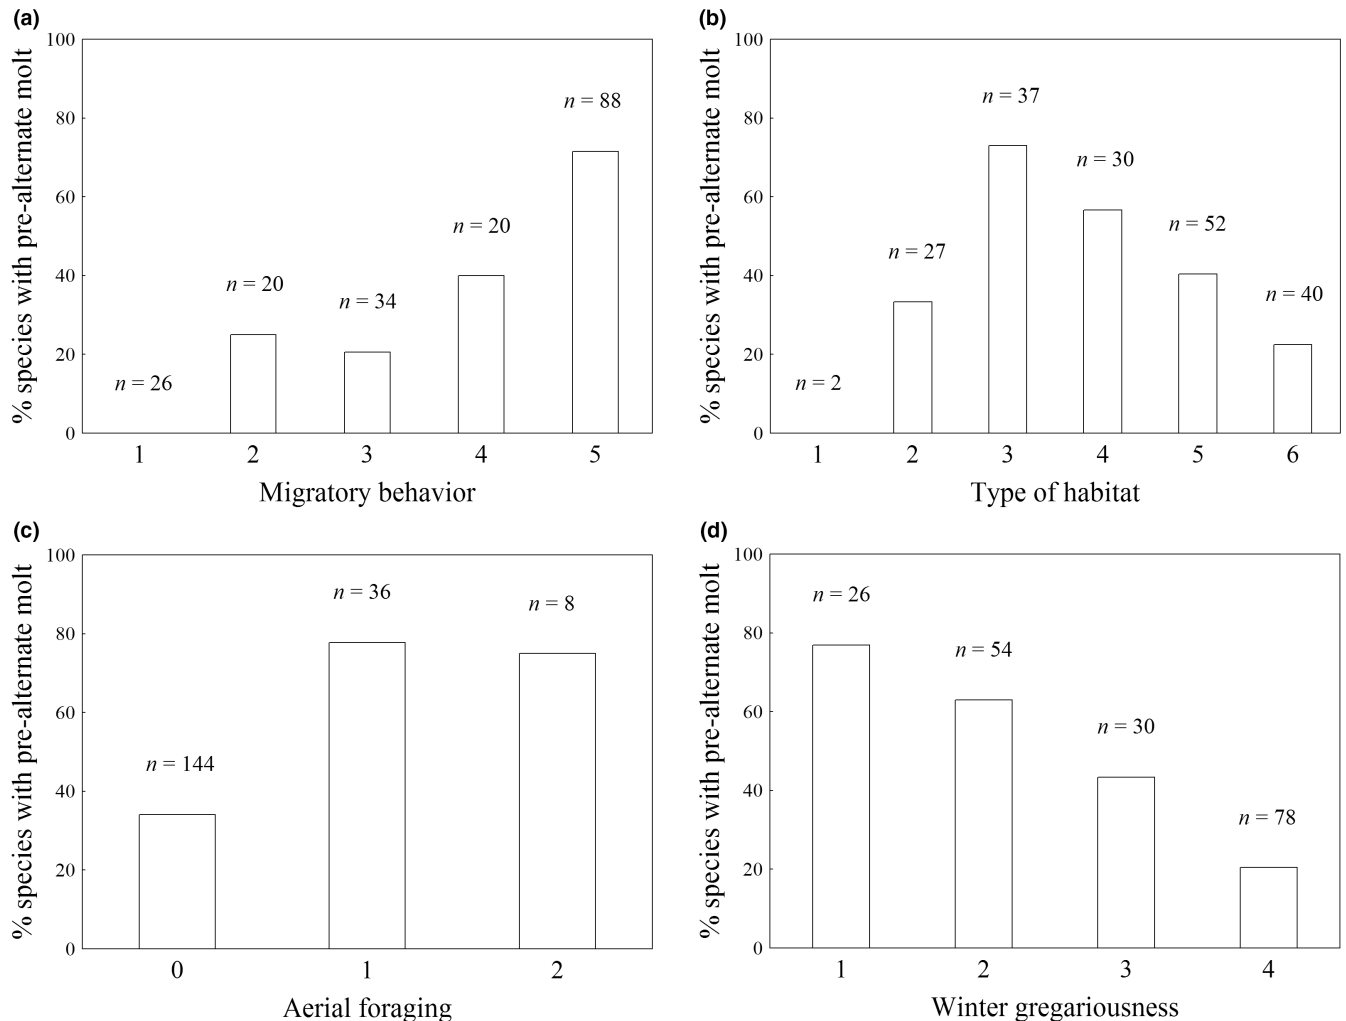 (a)
% species with pre-alternate molt
100
80
60
40
20
0
n = 26
n = 20
n = 34
n = 20
n = 88
1 2 3 4 5
Migratory behavior
(b)
% species with pre-alternate molt
100
80
60
40
20
0
n = 2
n = 27
n = 37
n = 30
n = 52
n = 40
1 2 3 4 5 6
Type of habitat
(c)
% species with pre-alternate molt
100
80
60
40
20
0
n = 144
n = 36
n = 8
0 1 2
Aerial foraging
(d)
% species with pre-alternate molt
100
80
60
40
20
0
n = 26
n = 54
n = 30
n = 78
1 2 3 4
Winter gregariousness